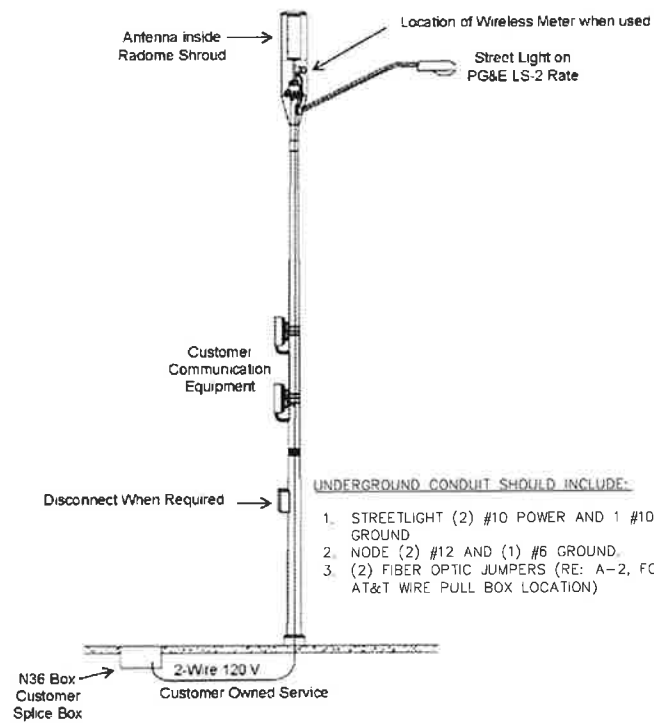 Antenna inside
Radome Shroud
Location of Wireless Meter when used
Street Light on
PG&E LS-2 Rate
Customer
Communication
Equipment
Disconnect When Required
UNDERGROUND CONDUIT SHOULD INCLUDE:
1. STREETLIGHT (2) #10 POWER AND 1 #10
GROUND
2. NODE (2) #12 AND (1) #6 GROUND.
3. (2) FIBER OPTIC JUMPERS (RE: A-2, FO
AT&T WIRE PULL BOX LOCATION)
N36 Box
Customer
Splice Box
2-Wire 120 V
Customer Owned Service